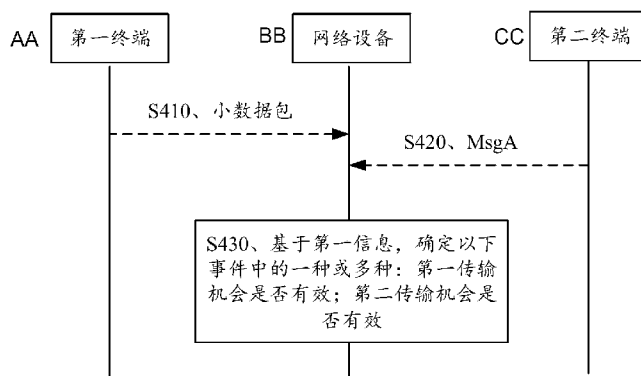 AA 第一终端 BB 网络设备 CC 第二终端
S410、小数据包
S420、MsgA
S430、基于第一信息，确定以下
事件中的一种或多种：第一传输
机会是否有效；第二传输机会是
否有效